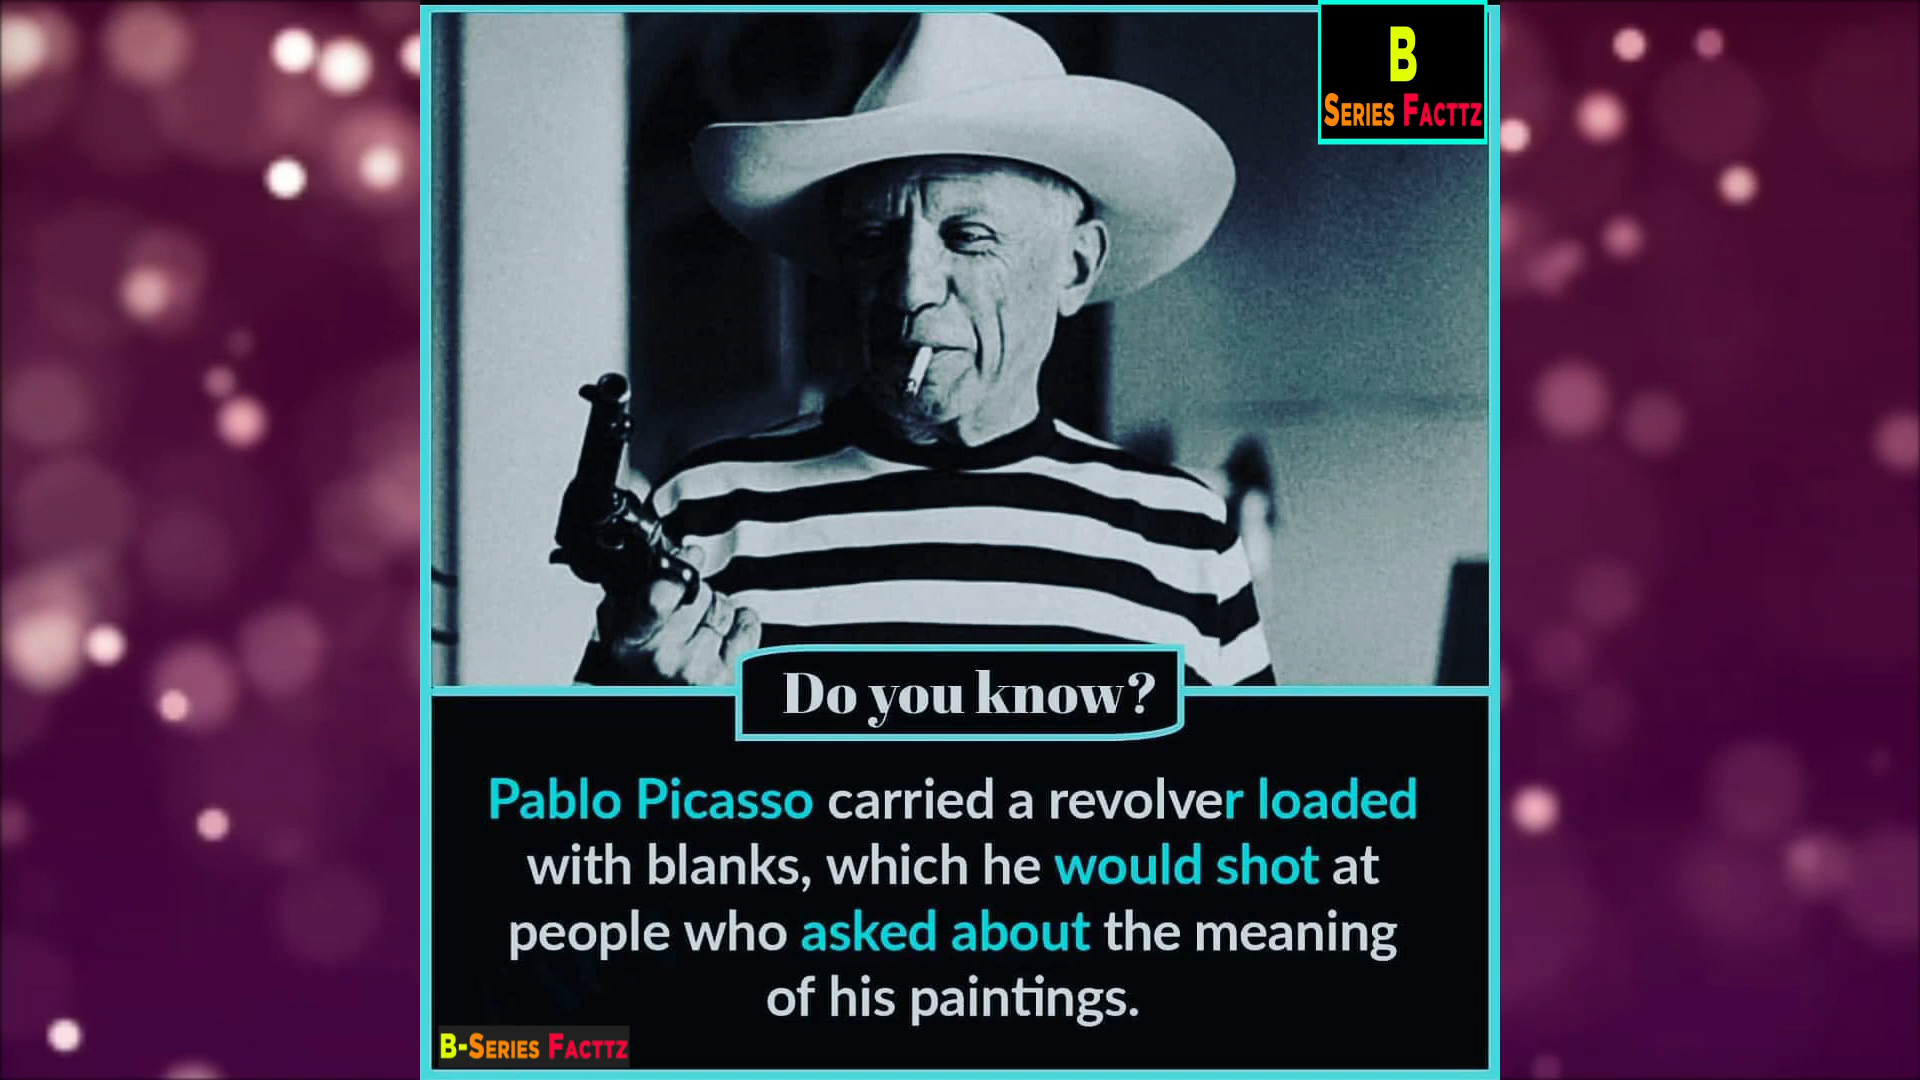 B
SERIES FACTTZ
Do you know?
Pablo Picasso carried a revolver loaded
with blanks, which he would shot at
people who asked about the meaning
of his paintings.
B-SERIES FACTTZ